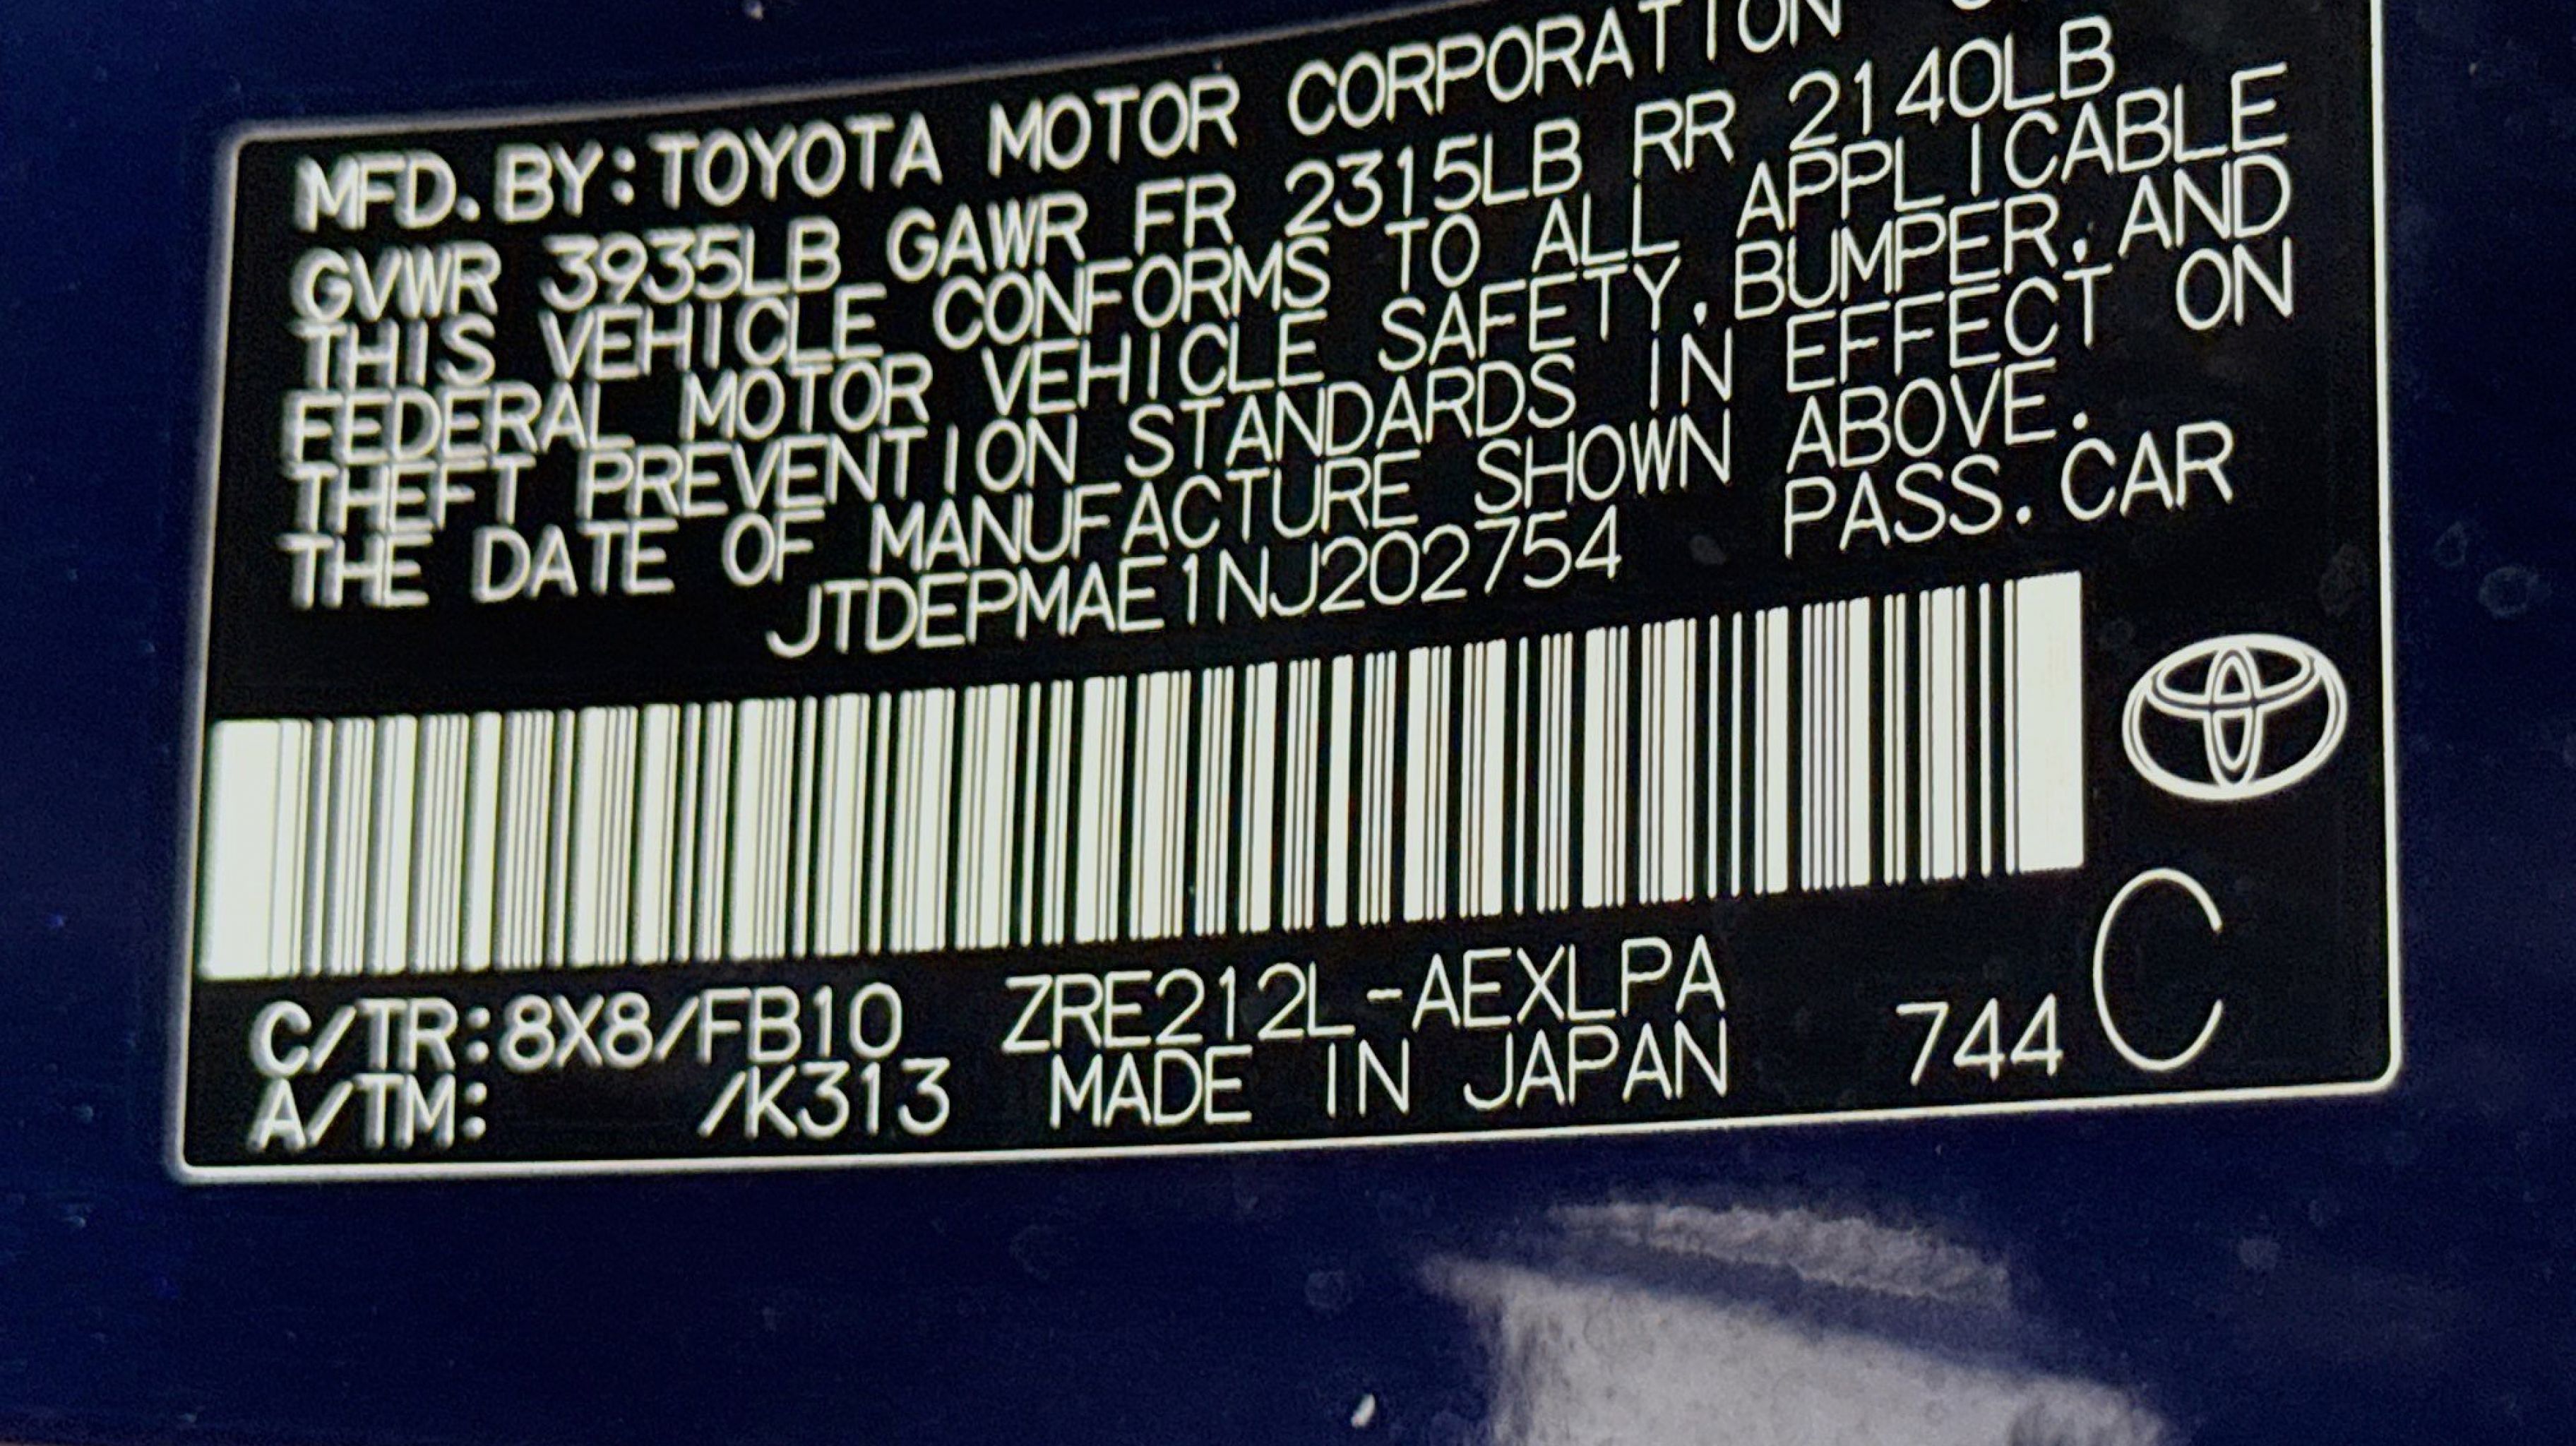 MFD.BY:TOYOTA MOTOR CORPORATION
GVWR 3935LB GAWR FR 2315LB RR 2140LB
THIS VEHICLE CONFORMS TO ALL APPLICABLE
FEDERAL MOTOR VEHICLE SAFETY,BUMPER,AND
THEFT PREVENTION STANDARDS IN EFFECT ON
THE DATE OF MANUFACTURE SHOWN ABOVE.
JTDEPMAE1NJ202754 PASS.CAR
C/TR:8X8/FB10 ZRE212L-AEXLPA
A/TM: /K313 MADE IN JAPAN 744 C